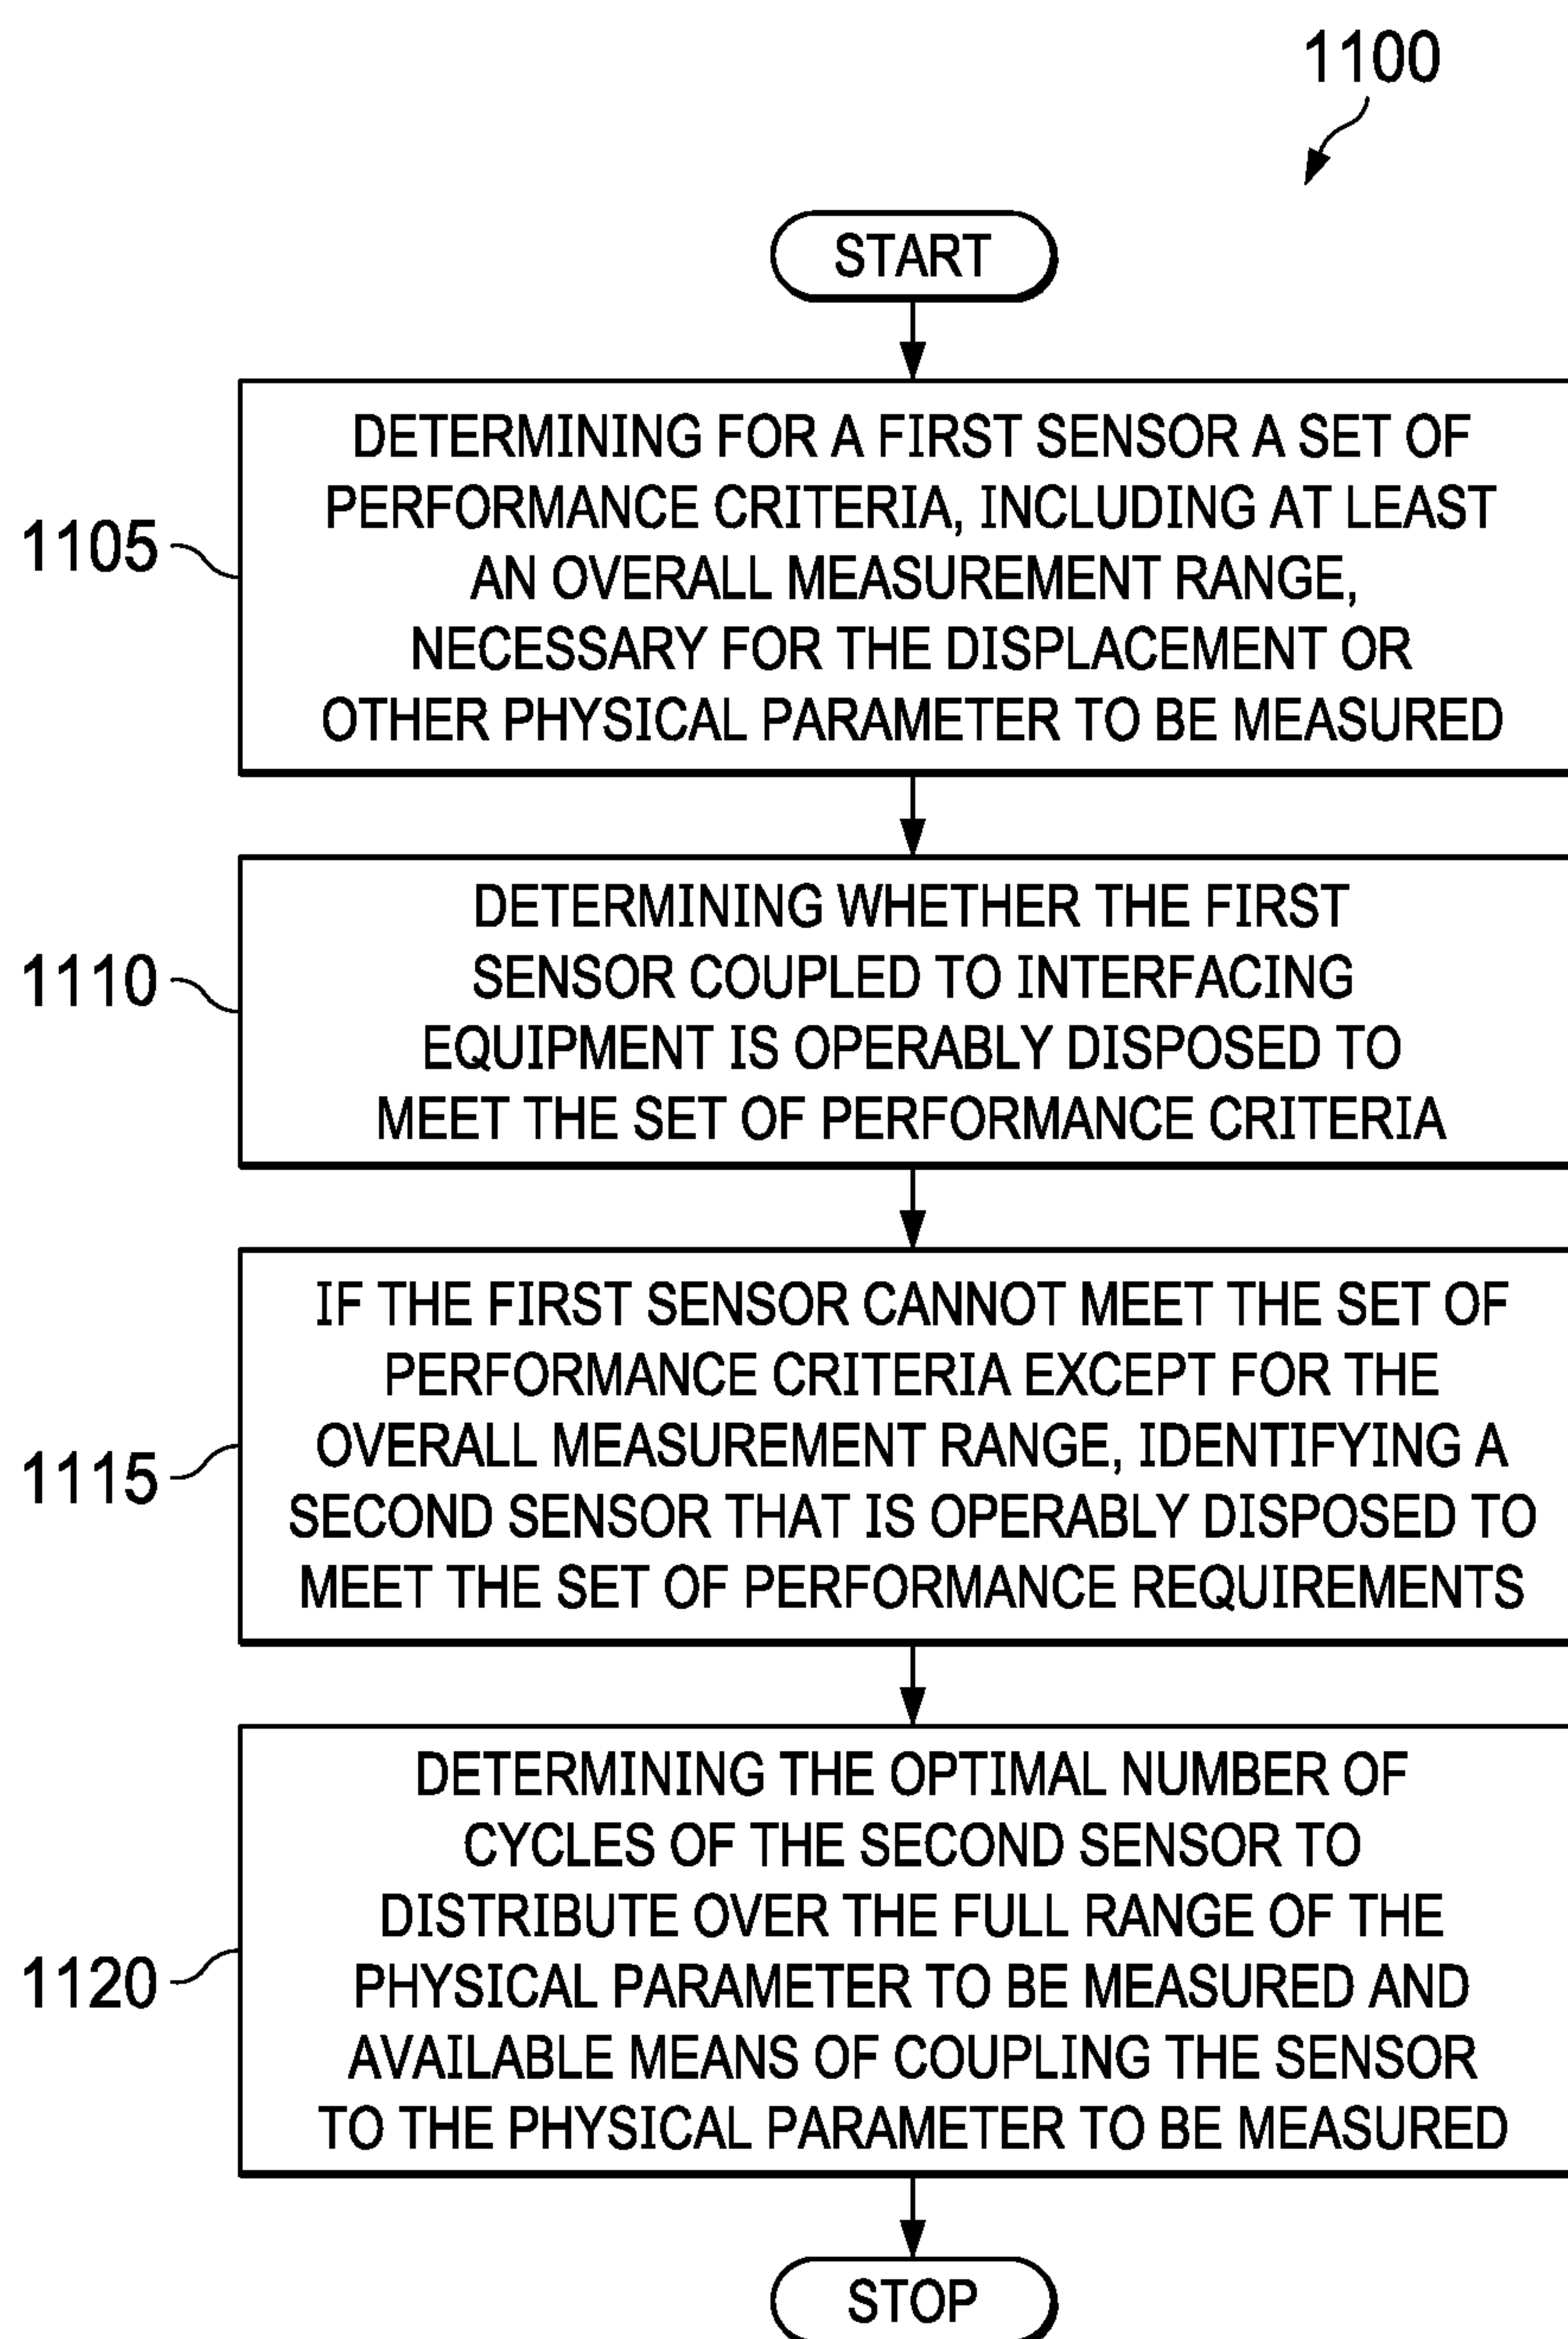 1100
START
DETERMINING FOR A FIRST SENSOR A SET OF
PERFORMANCE CRITERIA, INCLUDING AT LEAST
AN OVERALL MEASUREMENT RANGE,
NECESSARY FOR THE DISPLACEMENT OR
OTHER PHYSICAL PARAMETER TO BE MEASURED
1105
DETERMINING WHETHER THE FIRST
SENSOR COUPLED TO INTERFACING
EQUIPMENT IS OPERABLY DISPOSED TO
MEET THE SET OF PERFORMANCE CRITERIA
1110
IF THE FIRST SENSOR CANNOT MEET THE SET OF
PERFORMANCE CRITERIA EXCEPT FOR THE
OVERALL MEASUREMENT RANGE, IDENTIFYING A
SECOND SENSOR THAT IS OPERABLY DISPOSED TO
MEET THE SET OF PERFORMANCE REQUIREMENTS
1115
DETERMINING THE OPTIMAL NUMBER OF
CYCLES OF THE SECOND SENSOR TO
DISTRIBUTE OVER THE FULL RANGE OF THE
PHYSICAL PARAMETER TO BE MEASURED AND
AVAILABLE MEANS OF COUPLING THE SENSOR
TO THE PHYSICAL PARAMETER TO BE MEASURED
1120
STOP